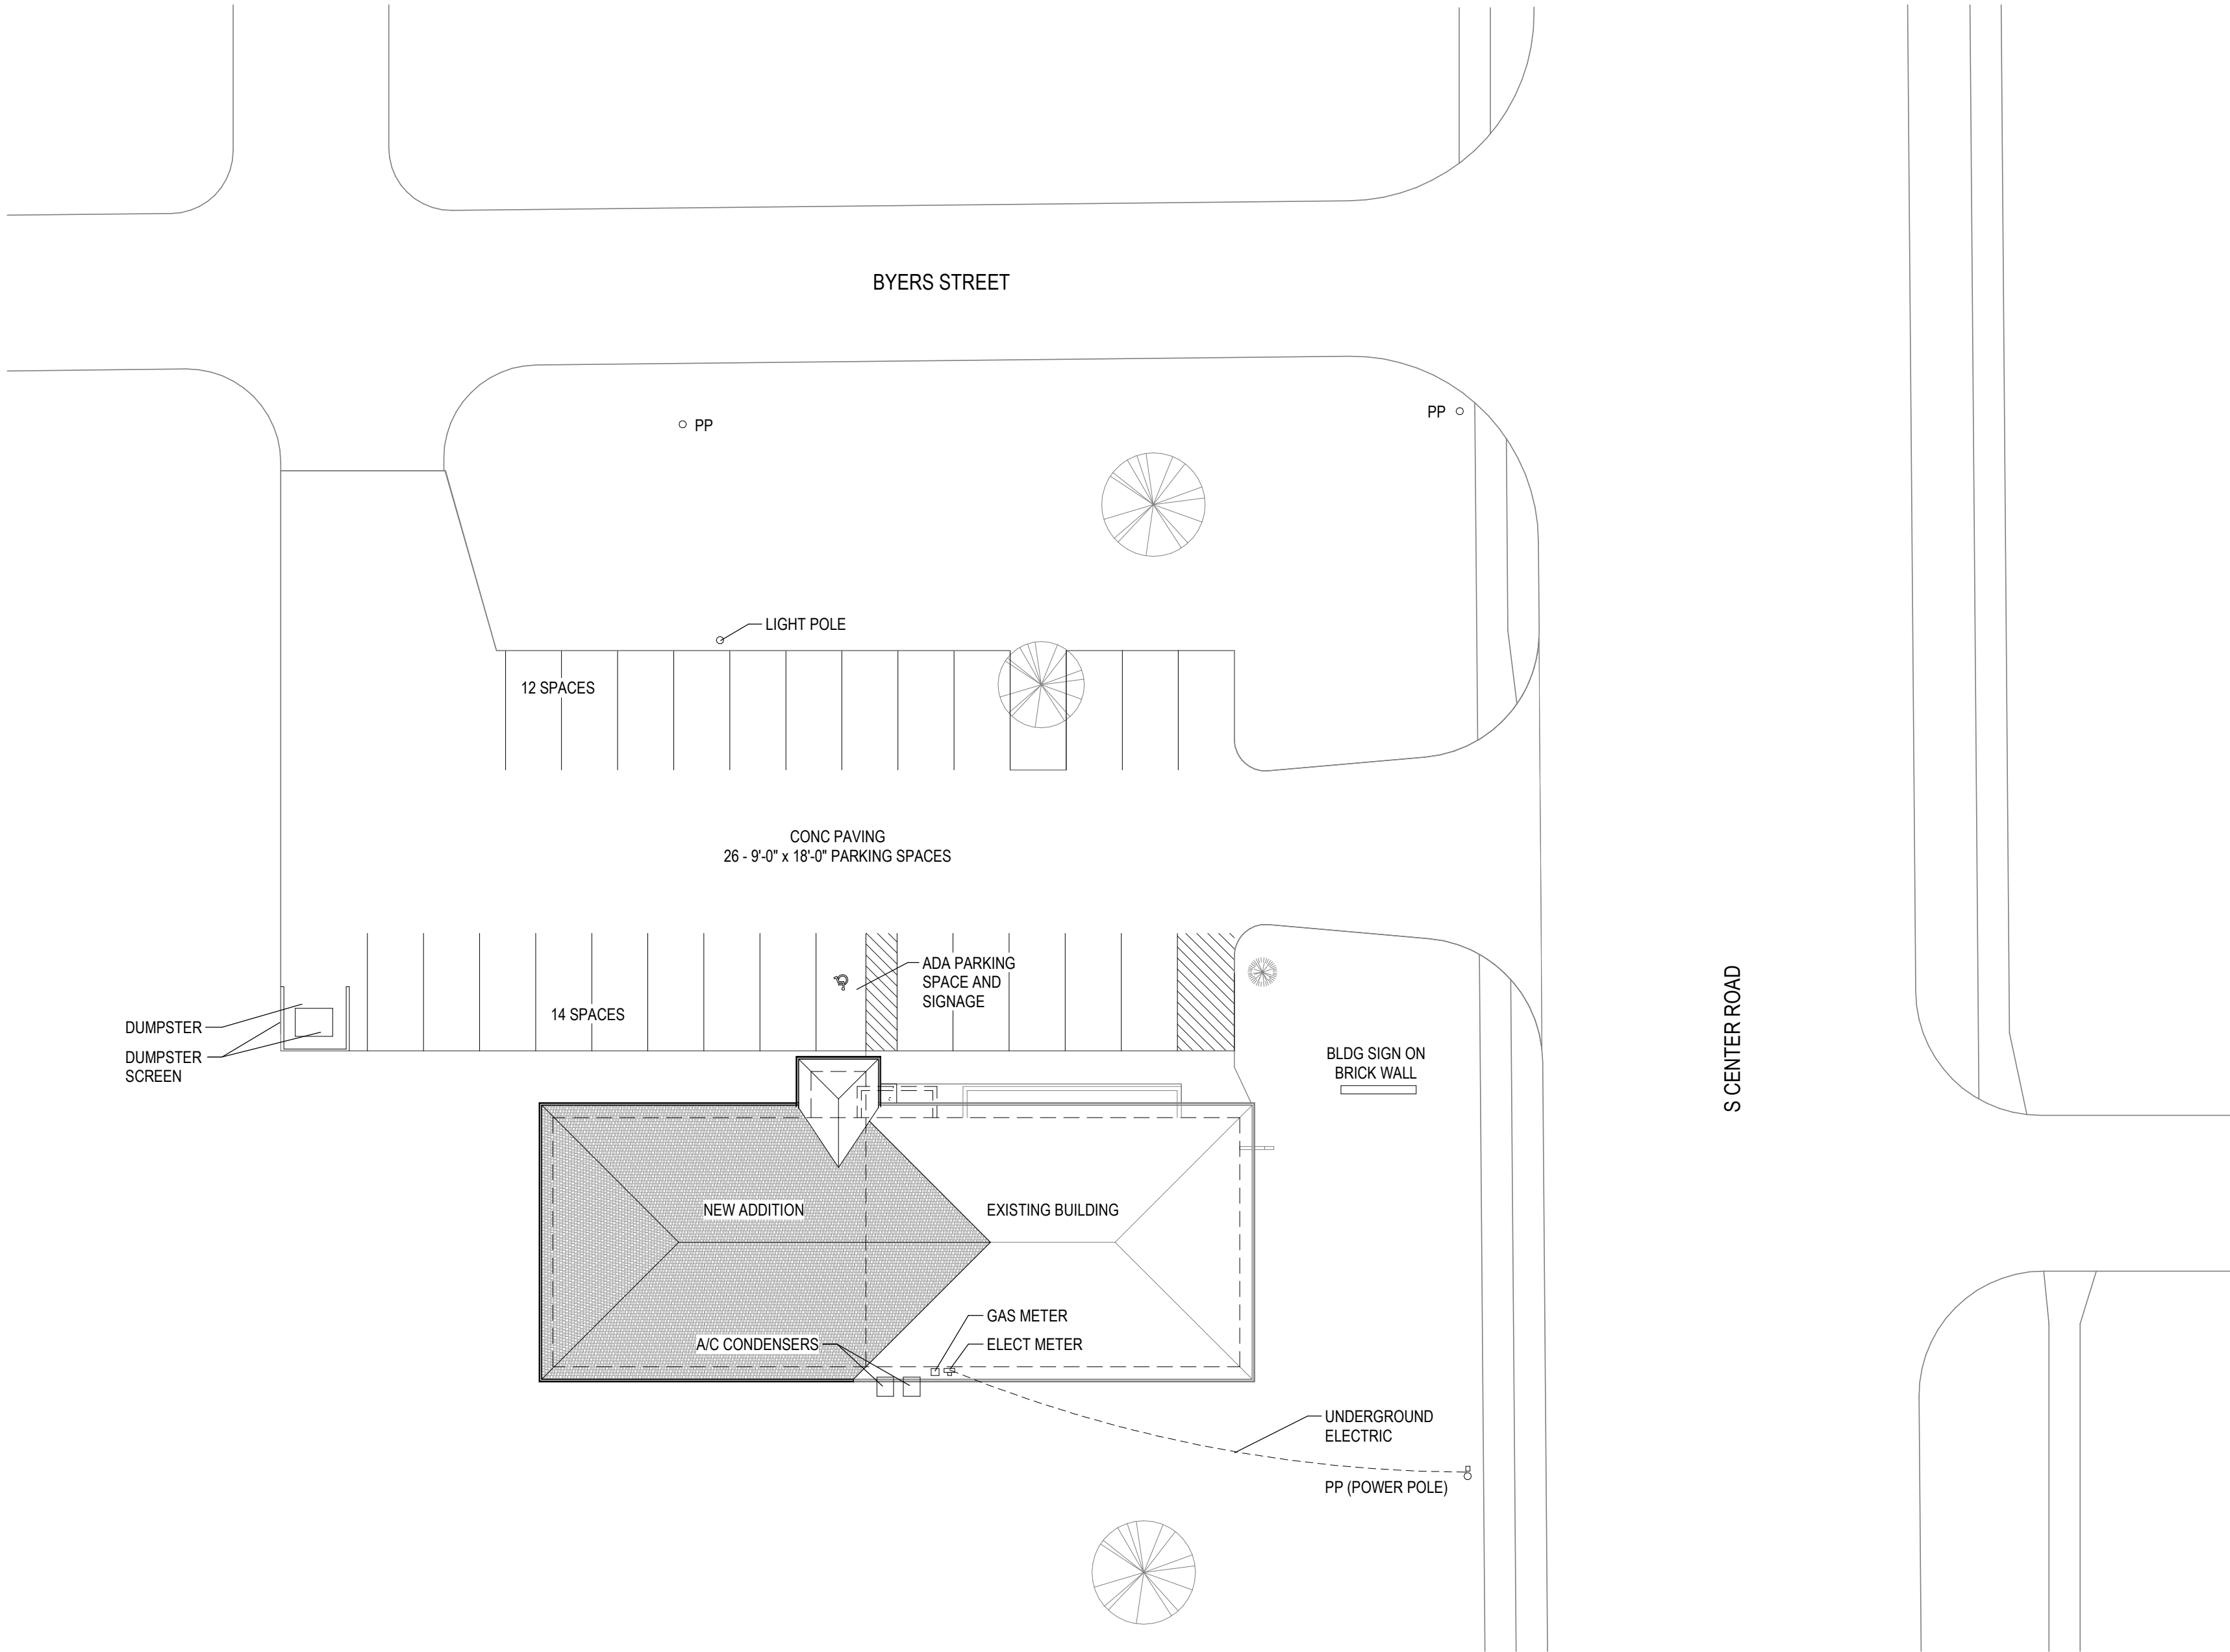 BYERS STREET
PP
PP
LIGHT POLE
12 SPACES
CONC PAVING
26 - 9'-0" x 18'-0" PARKING SPACES
ADA PARKING
SPACE AND
SIGNAGE
14 SPACES
DUMPSTER
DUMPSTER
SCREEN
BLDG SIGN ON
BRICK WALL
S CENTER ROAD
NEW ADDITION
EXISTING BUILDING
GAS METER
A/C CONDENSERS
ELECT METER
UNDERGROUND
ELECTRIC
PP (POWER POLE)